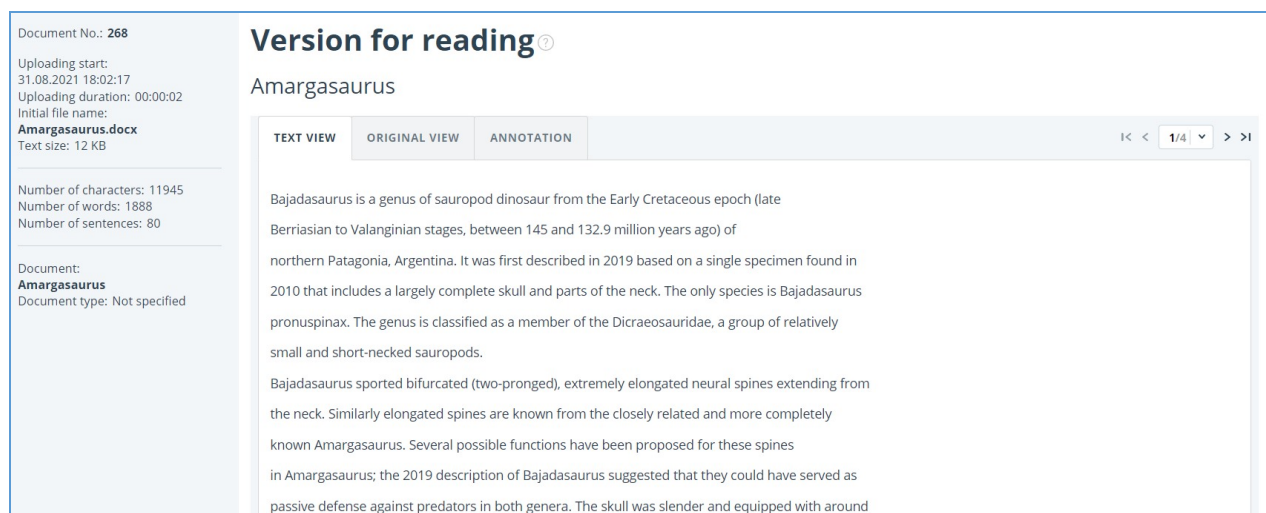 Document No.: 268
Uploading start:
31.08.2021 18:02:17
Uploading duration: 00:00:02
Initial file name:
Amargasaurus.docx
Text size: 12 KB
Number of characters: 11945
Number of words: 1888
Number of sentences: 80
Document:
Amargasaurus
Document type: Not specified
Version for reading ?
Amargasaurus
TEXT VIEW ORIGINAL VIEW ANNOTATION 1/4
Bajadasaurus is a genus of sauropod dinosaur from the Early Cretaceous epoch (late
Berriasian to Valanginian stages, between 145 and 132.9 million years ago) of
northern Patagonia, Argentina. It was first described in 2019 based on a single specimen found in
2010 that includes a largely complete skull and parts of the neck. The only species is Bajadasaurus
pronuspinax. The genus is classified as a member of the Dicraeosauridae, a group of relatively
small and short-necked sauropods.
Bajadasaurus sported bifurcated (two-pronged), extremely elongated neural spines extending from
the neck. Similarly elongated spines are known from the closely related and more completely
known Amargasaurus. Several possible functions have been proposed for these spines
in Amargasaurus; the 2019 description of Bajadasaurus suggested that they could have served as
passive defense against predators in both genera. The skull was slender and equipped with around